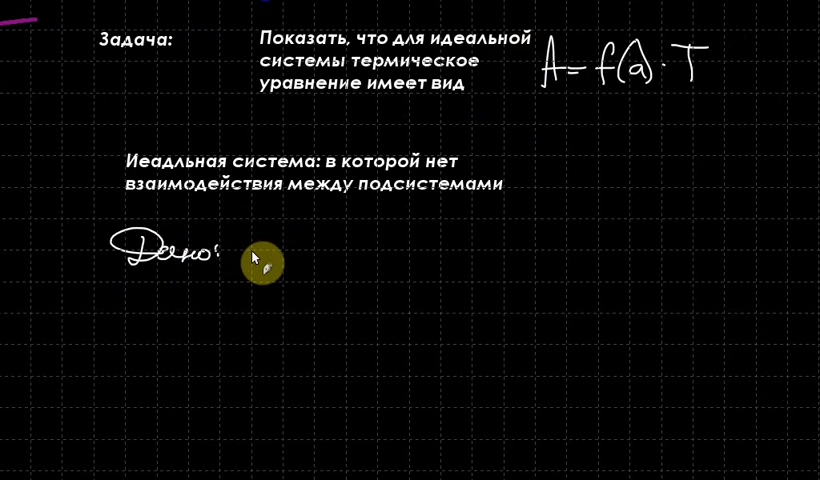 Задача:
Показать, что для идеальной
системы термическое
уравнение имеет вид
A = f(a) · T
Иеадльная система: в которой нет
взаимодействия между подсистемами
Дано: